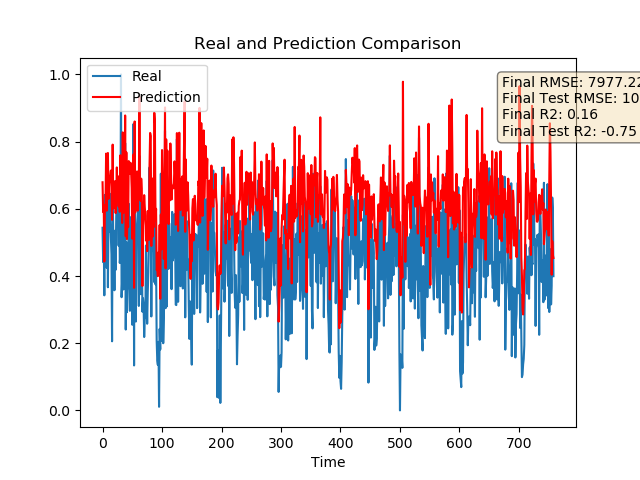 Real and Prediction Comparison
Real
Prediction
Final RMSE: 7977.22
Final Test RMSE: 10
Final R2: 0.16
Final Test R2: -0.75
1.0
0.8
0.6
0.4
0.2
0.0
0 100 200 300 400 500 600 700
Time